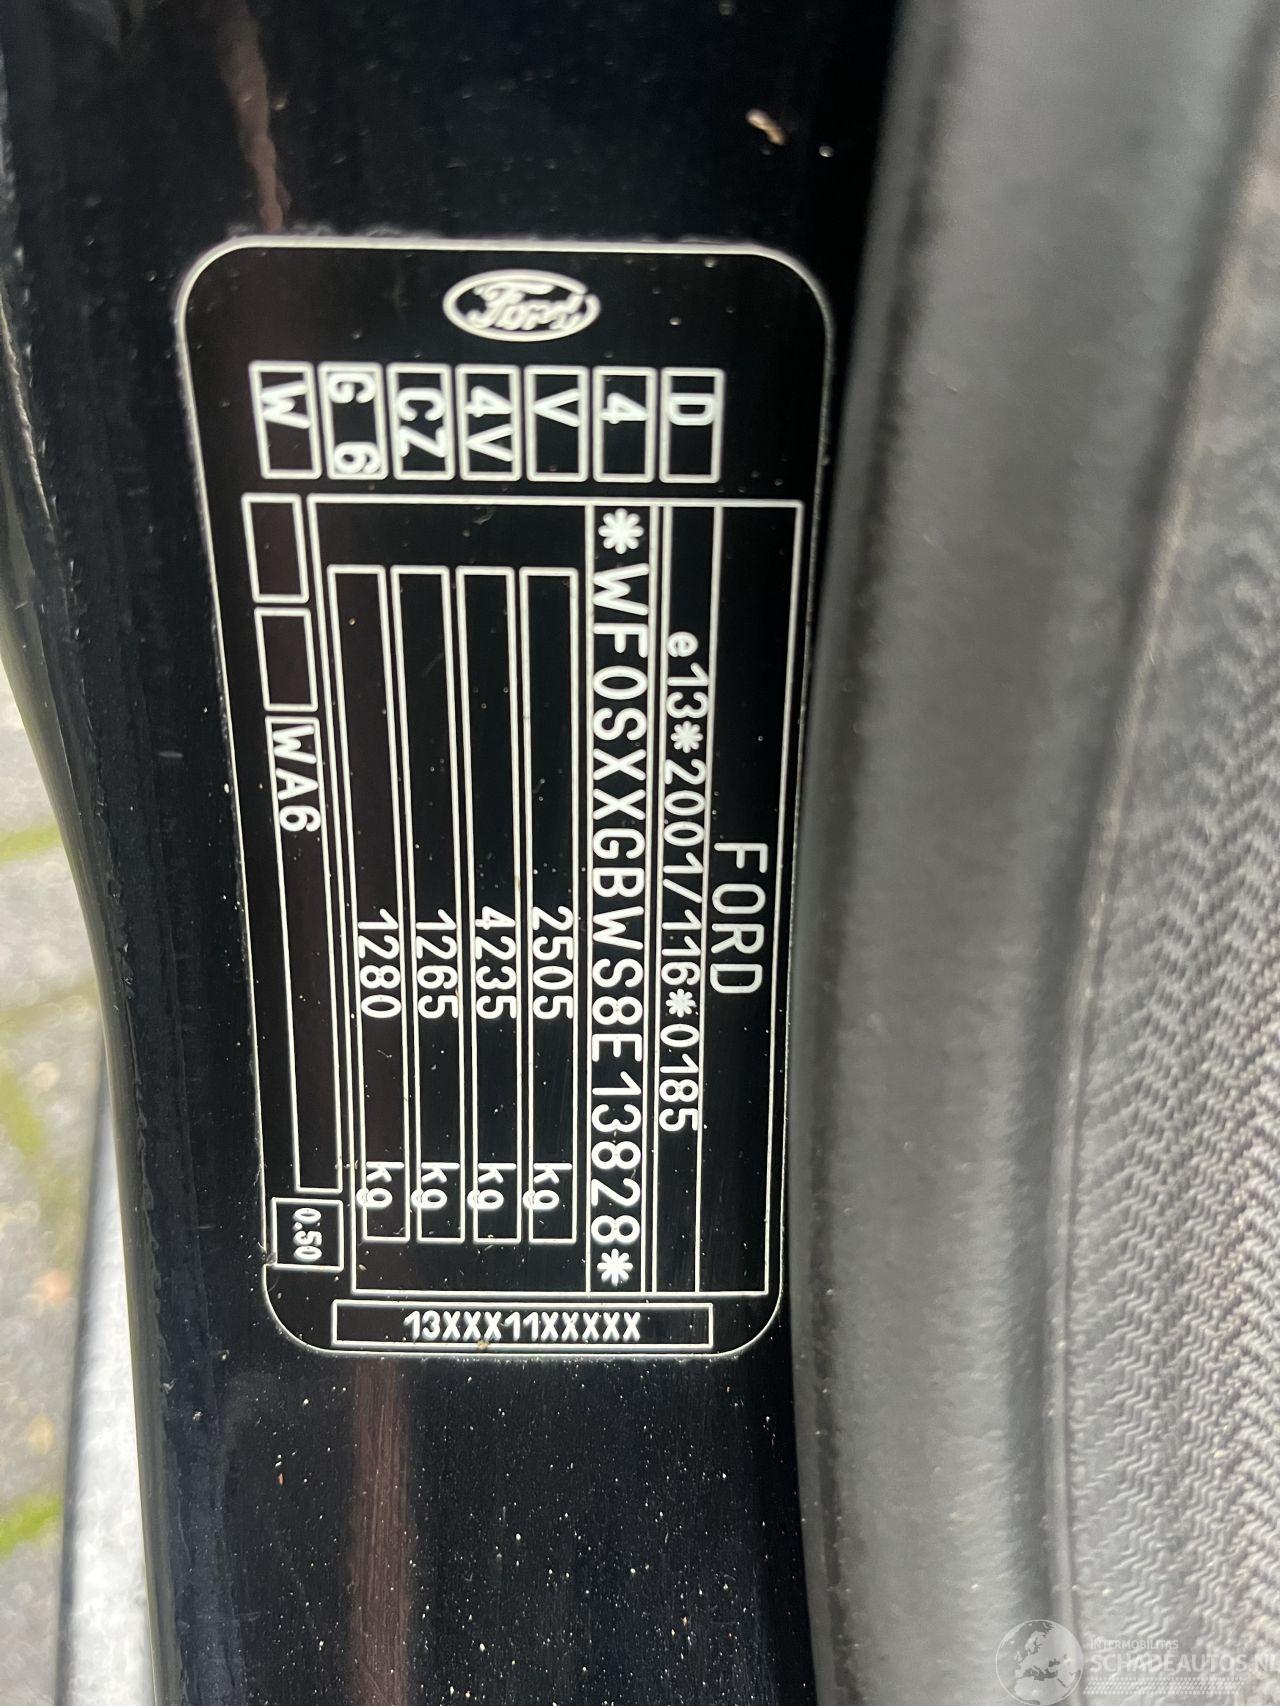 Ford
D
4
V
4V
CZ
G 6
W
FORD
e13*2001/116*0185
*WF0SXXGBWS8E13828*
2505 kg
4235 kg
1265 kg
1280 kg
WA6
0.50
13XXX11XXXXX
INTERMOBILITAS
SCHADEAUTOS.NL